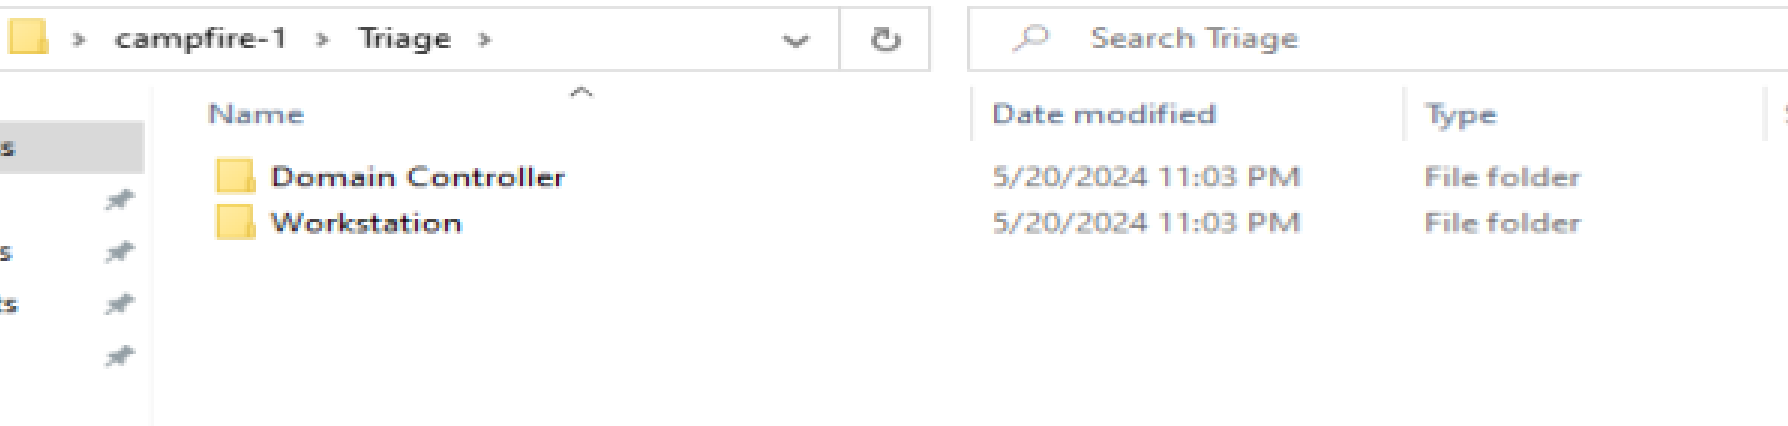 campfire-1 > Triage >
Search Triage
Name Date modified Type
Domain Controller 5/20/2024 11:03 PM File folder
Workstation 5/20/2024 11:03 PM File folder